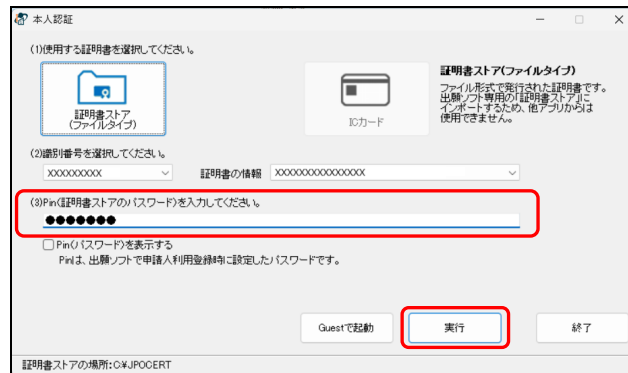 本人認証
(1)使用する証明書を選択してください。
証明書ストア
(ファイルタイプ)
ICカード
証明書ストア(ファイルタイプ)
ファイル形式で発行された証明書です。
出願ソフト専用の「証明書ストア」に
インポートするため、他アプリからは
使用できません。
(2)識別番号を選択してください。
XXXXXXXXX
証明書の情報
XXXXXXXXXXXXXXX
(3)Pin(証明書ストアのパスワード)を入力してください。
●●●●●●●
Pin(パスワード)を表示する
Pinは、出願ソフトで申請人利用登録時に設定したパスワードです。
Guestで起動
実行
終了
証明書ストアの場所:C¥JPOCERT